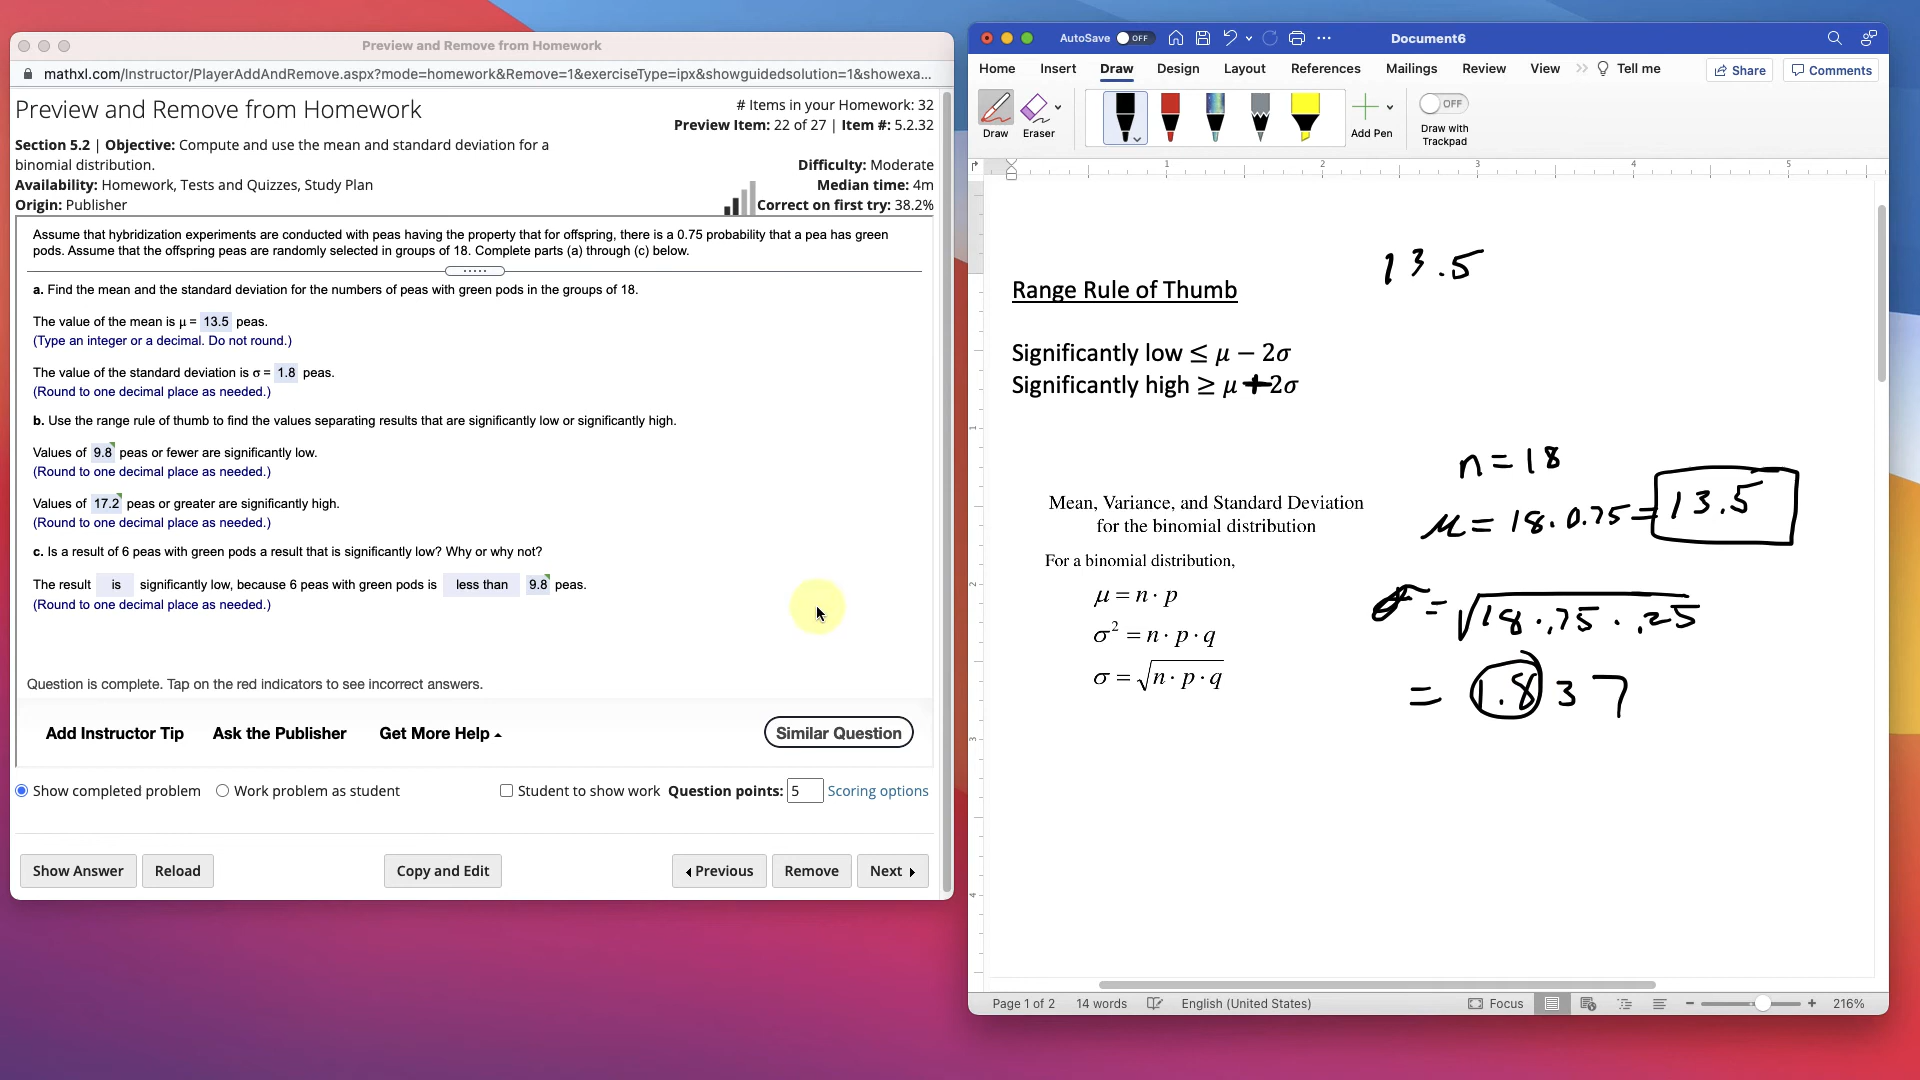 Preview and Remove from Homework
mathxl.com/Instructor/PlayerAddAndRemove.aspx?mode=homework&Remove=1&exerciseType=ipx&showguidedsolution=1&showexa...
Preview and Remove from Homework
# Items in your Homework: 32
Preview Item: 22 of 27 | Item #: 5.2.32
Section 5.2 | Objective: Compute and use the mean and standard deviation for a
binomial distribution.
Availability: Homework, Tests and Quizzes, Study Plan
Origin: Publisher
Difficulty: Moderate
Median time: 4m
Correct on first try: 38.2%
Assume that hybridization experiments are conducted with peas having the property that for offspring, there is a 0.75 probability that a pea has green
pods. Assume that the offspring peas are randomly selected in groups of 18. Complete parts (a) through (c) below.
a. Find the mean and the standard deviation for the numbers of peas with green pods in the groups of 18.
The value of the mean is μ = 13.5 peas.
(Type an integer or a decimal. Do not round.)
The value of the standard deviation is σ = 1.8 peas.
(Round to one decimal place as needed.)
b. Use the range rule of thumb to find the values separating results that are significantly low or significantly high.
Values of 9.8 peas or fewer are significantly low.
(Round to one decimal place as needed.)
Values of 17.2 peas or greater are significantly high.
(Round to one decimal place as needed.)
c. Is a result of 6 peas with green pods a result that is significantly low? Why or why not?
The result is significantly low, because 6 peas with green pods is less than 9.8 peas.
(Round to one decimal place as needed.)
Question is complete. Tap on the red indicators to see incorrect answers.
Add Instructor Tip Ask the Publisher Get More Help Similar Question
Show completed problem Work problem as student Student to show work Question points: 5 Scoring options
Show Answer Reload Copy and Edit Previous Remove Next
AutoSave OFF Document6
Home Insert Draw Design Layout References Mailings Review View Tell me Share Comments
Draw Eraser Add Pen OFF Draw with
Trackpad
1 2 3 4 5
13.5
Range Rule of Thumb
Significantly low ≤ μ − 2σ
Significantly high ≥ μ + 2σ
n = 18
Mean, Variance, and Standard Deviation
for the binomial distribution
μ = 18 · 0.75 = 13.5
For a binomial distribution,
μ = n · p
σ² = n · p · q
σ = √n · p · q
σ = √18 · .75 · .25
= 1.837
1
2
3
4
Page 1 of 2 14 words English (United States) Focus 216%